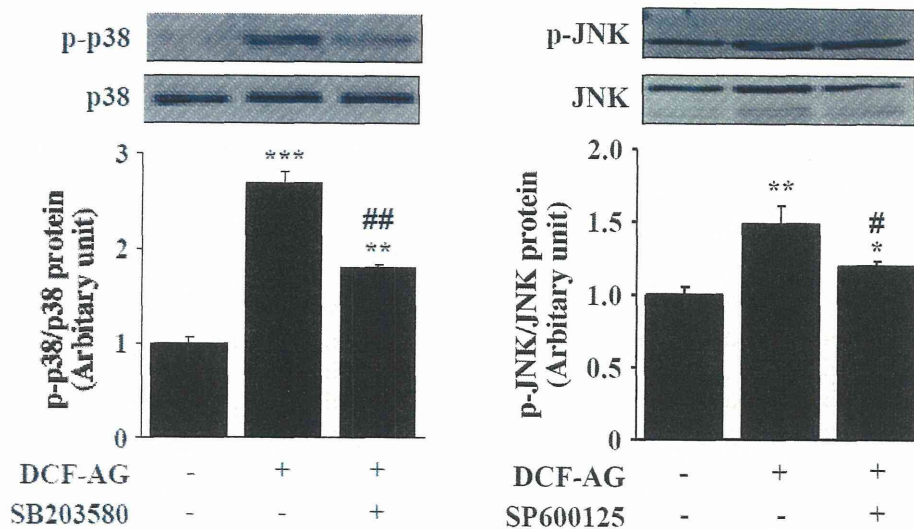 p-p38
p38
3
2
1
0
p-p38/p38 protein
(Arbitary unit)
***
##
**
DCF-AG - + +
SB203580 - - +
p-JNK
JNK
2.0
1.5
1.0
0.5
0
p-JNK/JNK protein
(Arbitary unit)
**
#
*
DCF-AG - + +
SP600125 - - +